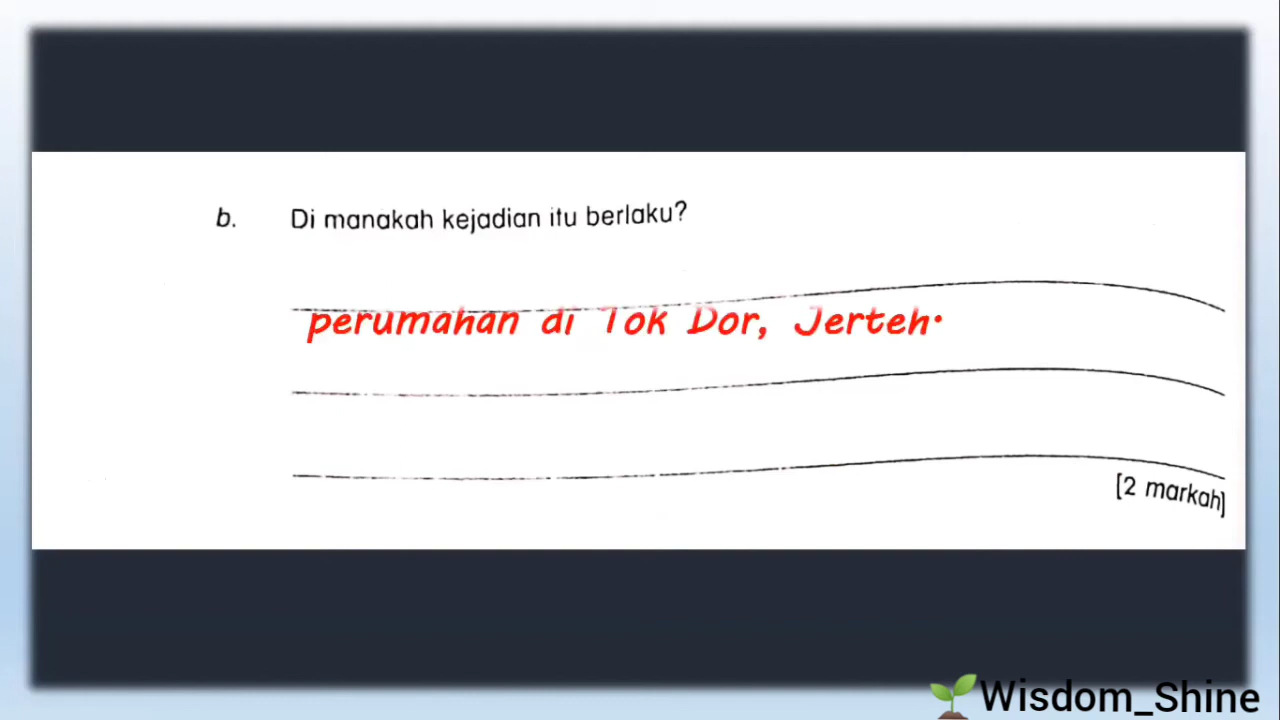 b. Di manakah kejadian itu berlaku?
perumahan di Tok Dor, Jerteh.
[2 markah]
Wisdom_Shine